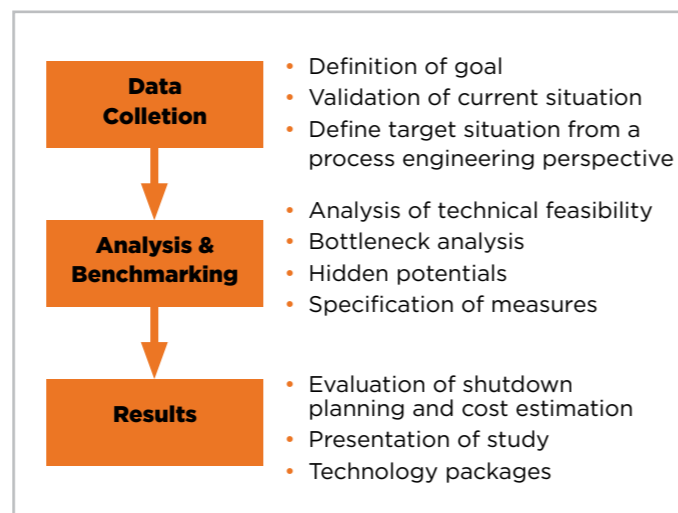 Data
Colletion
• Definition of goal
• Validation of current situation
• Define target situation from a
process engineering perspective
Analysis &
Benchmarking
• Analysis of technical feasibility
• Bottleneck analysis
• Hidden potentials
• Specification of measures
Results
• Evaluation of shutdown
planning and cost estimation
• Presentation of study
• Technology packages